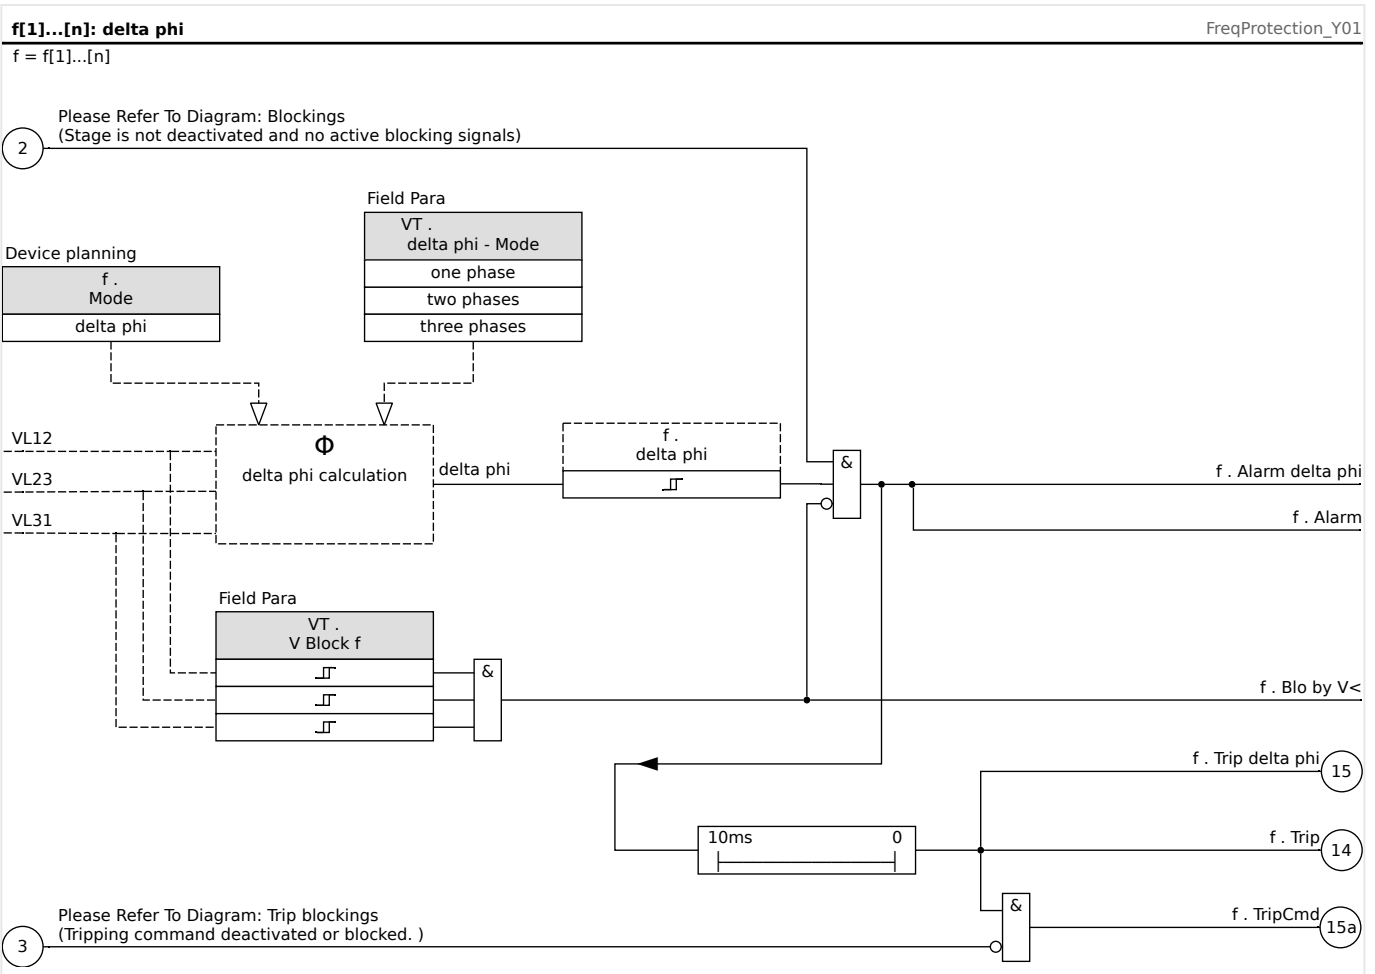 f[1]...[n]: delta phi
FreqProtection_Y01
f = f[1]...[n]
Please Refer To Diagram: Blockings
(Stage is not deactivated and no active blocking signals)
2
Field Para
VT .
delta phi - Mode
one phase
two phases
three phases
Device planning
f .
Mode
delta phi
VL12
VL23
VL31
Φ
delta phi calculation
delta phi
f .
delta phi
&
f . Alarm delta phi
f . Alarm
Field Para
VT .
V Block f
&
f . Blo by V<
f . Trip delta phi
15
10ms 0
f . Trip
14
&
f . TripCmd
15a
Please Refer To Diagram: Trip blockings
(Tripping command deactivated or blocked. )
3